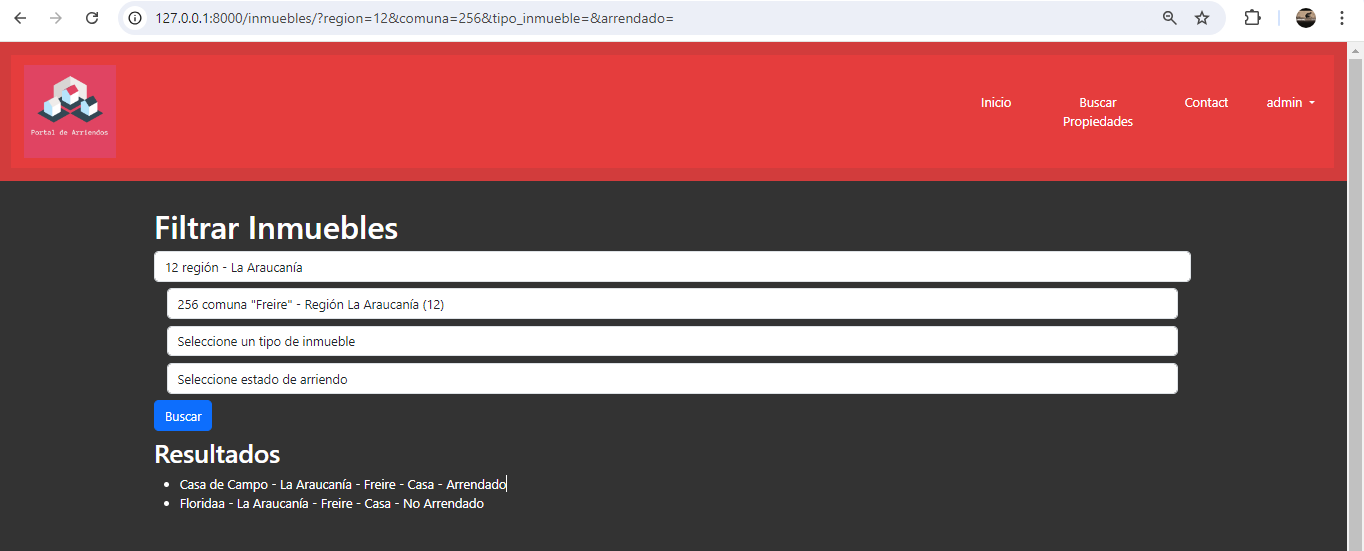 127.0.0.1:8000/inmuebles/?region=12&comuna=256&tipo_inmueble=&arrendado=
Portal de Arriendos
Inicio
Buscar
Propiedades
Contact
admin
Filtrar Inmuebles
12 región - La Araucanía
256 comuna "Freire" - Región La Araucanía (12)
Seleccione un tipo de inmueble
Seleccione estado de arriendo
Buscar
Resultados
Casa de Campo - La Araucanía - Freire - Casa - Arrendado
Floridaa - La Araucanía - Freire - Casa - No Arrendado